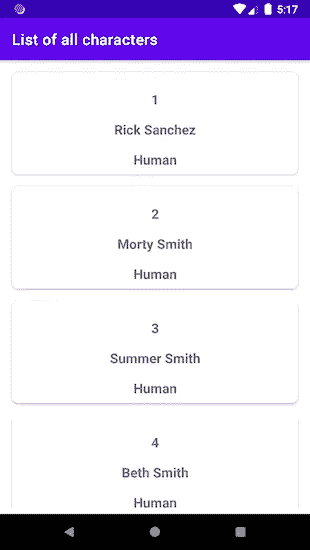 5:17
List of all characters
1
Rick Sanchez
Human
2
Morty Smith
Human
3
Summer Smith
Human
4
Beth Smith
Human